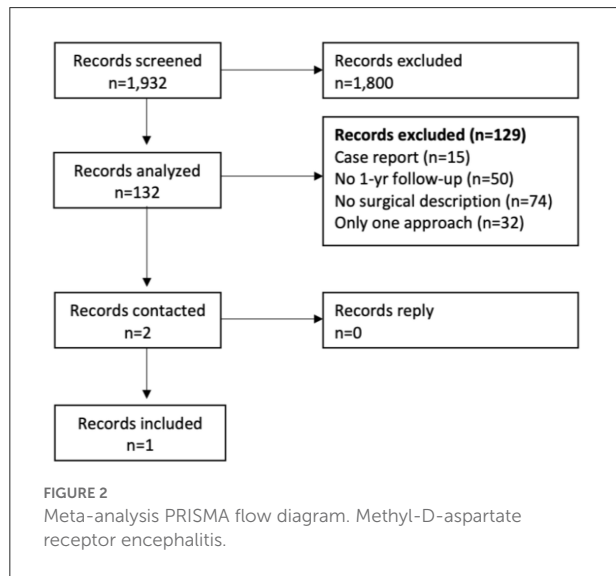 Records screened
n=1,932
Records excluded
n=1,800
Records analyzed
n=132
Records excluded (n=129)
Case report (n=15)
No 1-yr follow-up (n=50)
No surgical description (n=74)
Only one approach (n=32)
Records contacted
n=2
Records reply
n=0
Records included
n=1
FIGURE 2
Meta-analysis PRISMA flow diagram. Methyl-D-aspartate
receptor encephalitis.